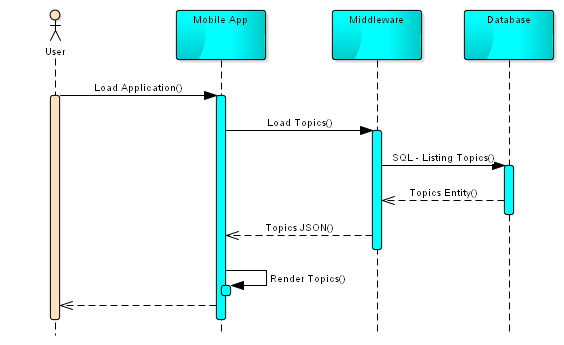 Mobile App
Middleware
Database
User
Load Application()
Load Topics()
SQL - Listing Topics()
Topics Entity()
Topics JSON()
Render Topics()